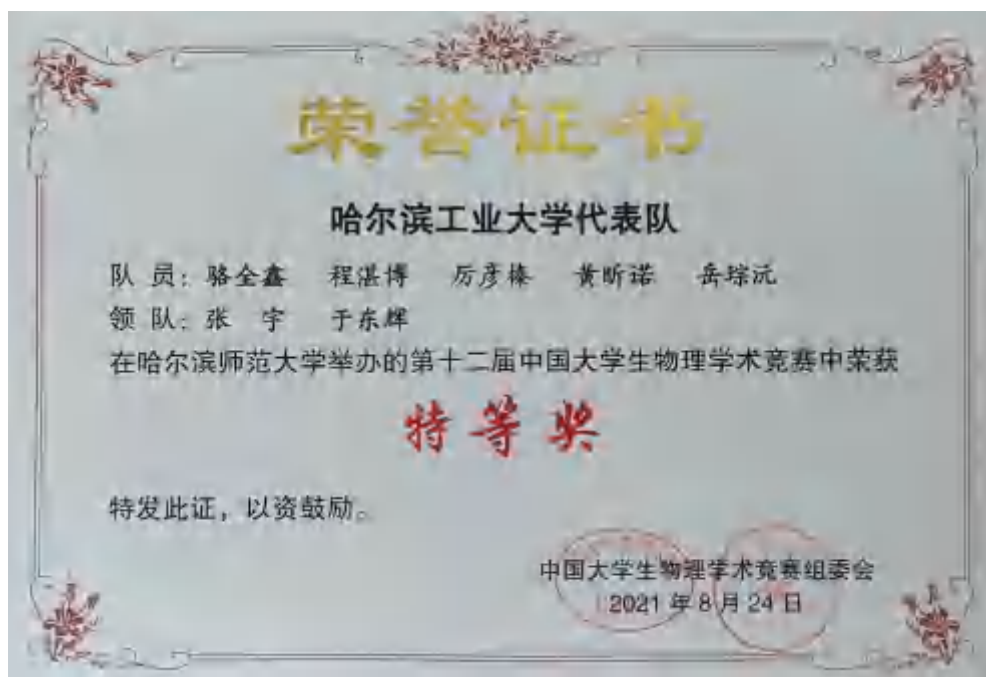 荣誉证书
哈尔滨工业大学代表队
队 员：骆全鑫 程湛博 厉彦榛 黄昕诺 岳琮沅
领 队：张 宇 于东辉
在哈尔滨师范大学举办的第十二届中国大学生物理学术竞赛中荣获
特等奖
特发此证，以资鼓励。
中国大学生物理学术竞赛组委会
2021 年 8 月 24 日